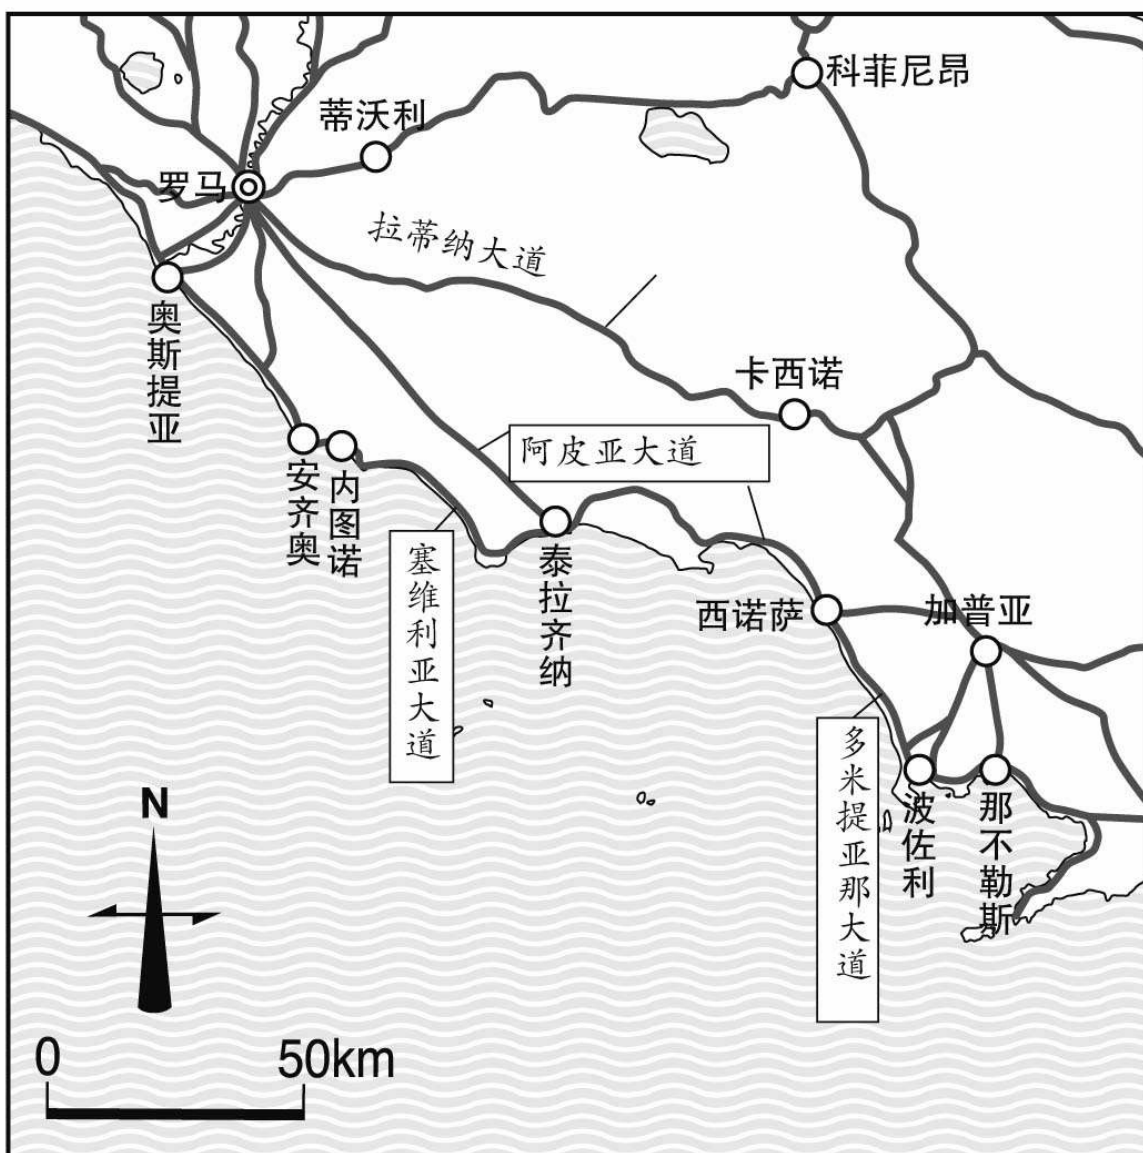 科菲尼昂
蒂沃利
罗马
拉蒂纳大道
奥斯提亚
卡西诺
阿皮亚大道
安齐奥
内图诺
塞维利亚大道
泰拉齐纳
西诺萨
加普亚
多米提亚那大道
波佐利
那不勒斯
N
0 50km